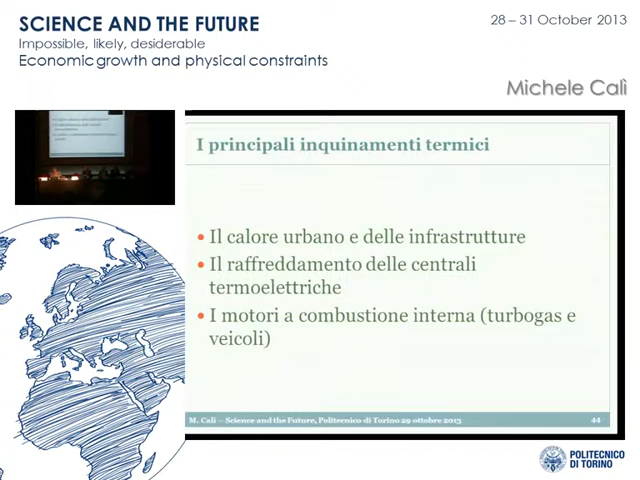 SCIENCE AND THE FUTURE
Impossible, likely, desiderable
Economic growth and physical constraints
28 – 31 October 2013
Michele Calì
I principali inquinamenti termici
• Il calore urbano e delle infrastrutture
• Il raffreddamento delle centrali
termoelettriche
• I motori a combustione interna (turbogas e
veicoli)
M. Calì – Science and the Future, Politecnico di Torino 29 ottobre 2013
44
POLITECNICO
DI TORINO